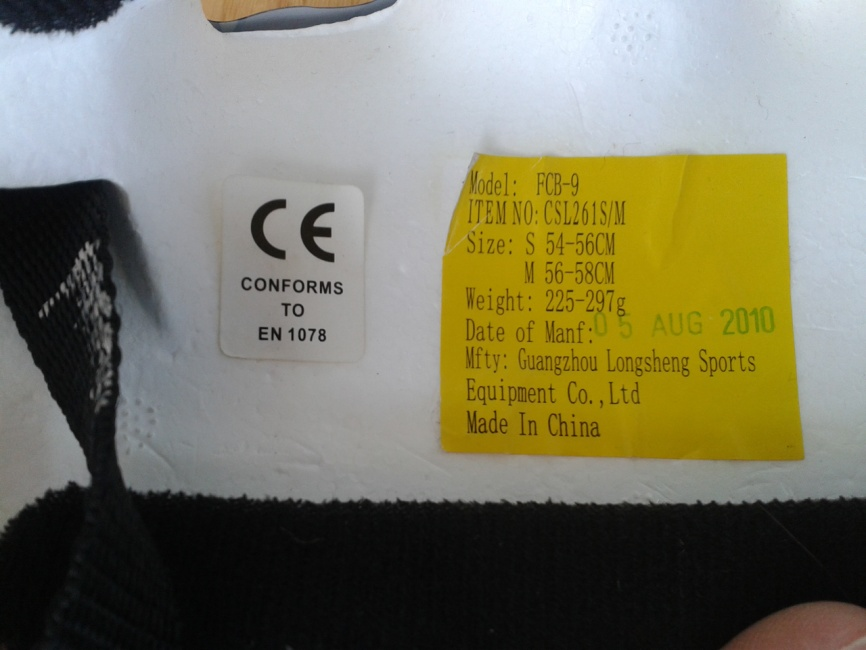 CE
CONFORMS
TO
EN 1078
Model: FCB-9
ITEM NO: CSL261S/M
Size: S 54-56CM
M 56-58CM
Weight: 225-297g
Date of Manf: 05 AUG 2010
Mfty: Guangzhou Longsheng Sports
Equipment Co.,Ltd
Made In China